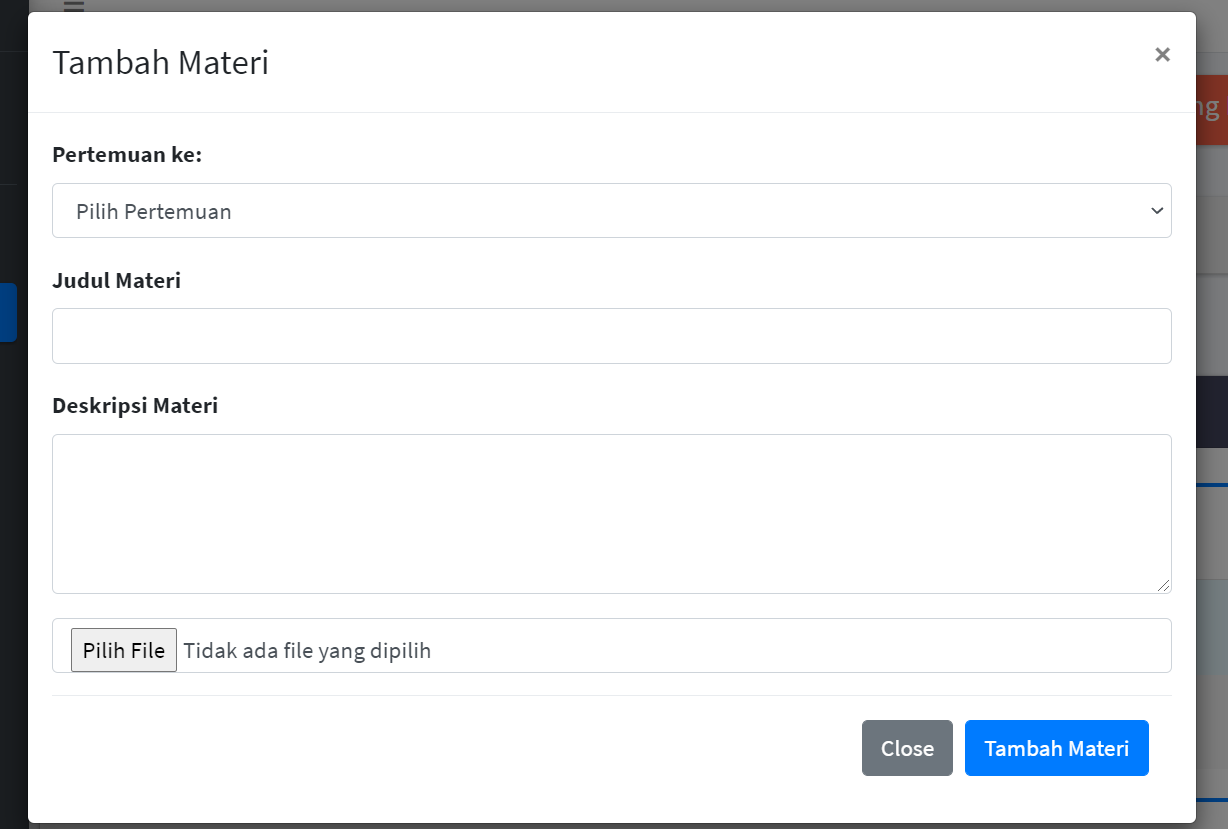 Tambah Materi
×
Pertemuan ke:
Pilih Pertemuan
Judul Materi
Deskripsi Materi
Pilih File Tidak ada file yang dipilih
Close Tambah Materi